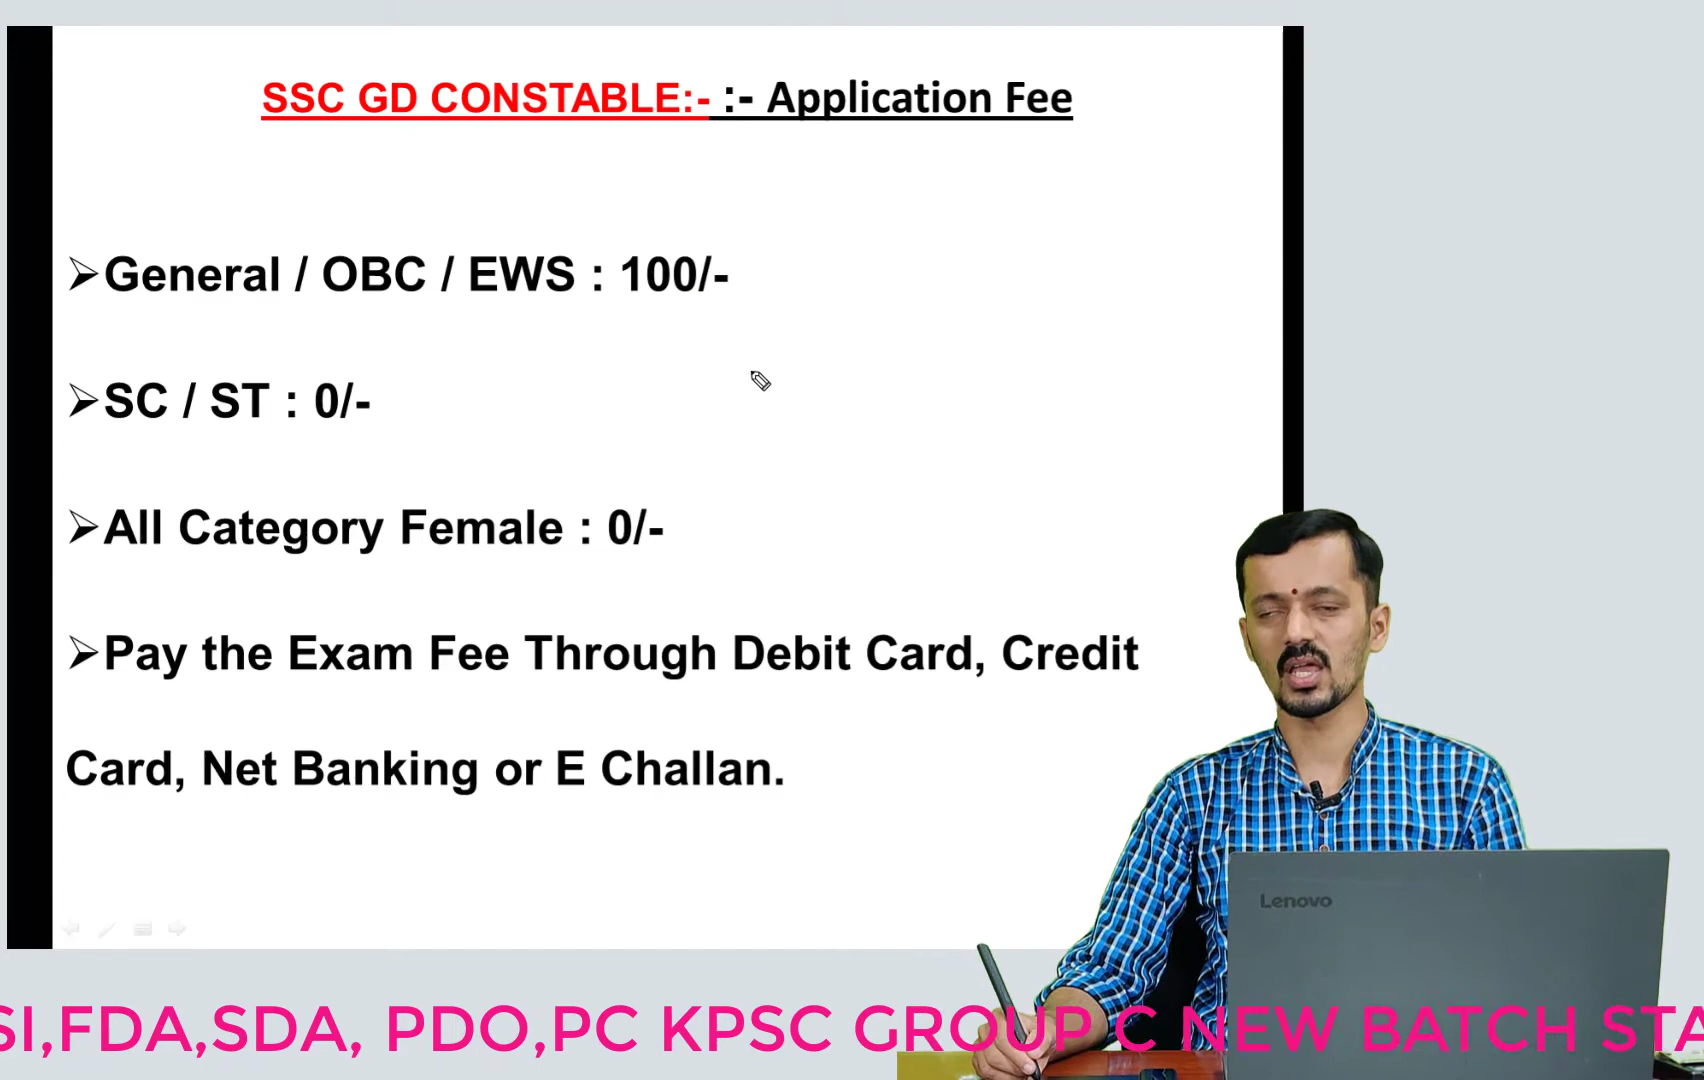 SSC GD CONSTABLE:- :- Application Fee
➢General / OBC / EWS : 100/-
➢SC / ST : 0/-
➢All Category Female : 0/-
➢Pay the Exam Fee Through Debit Card, Credit
Card, Net Banking or E Challan.
Lenovo
SI,FDA,SDA, PDO,PC KPSC GROUP C NEW BATCH STA